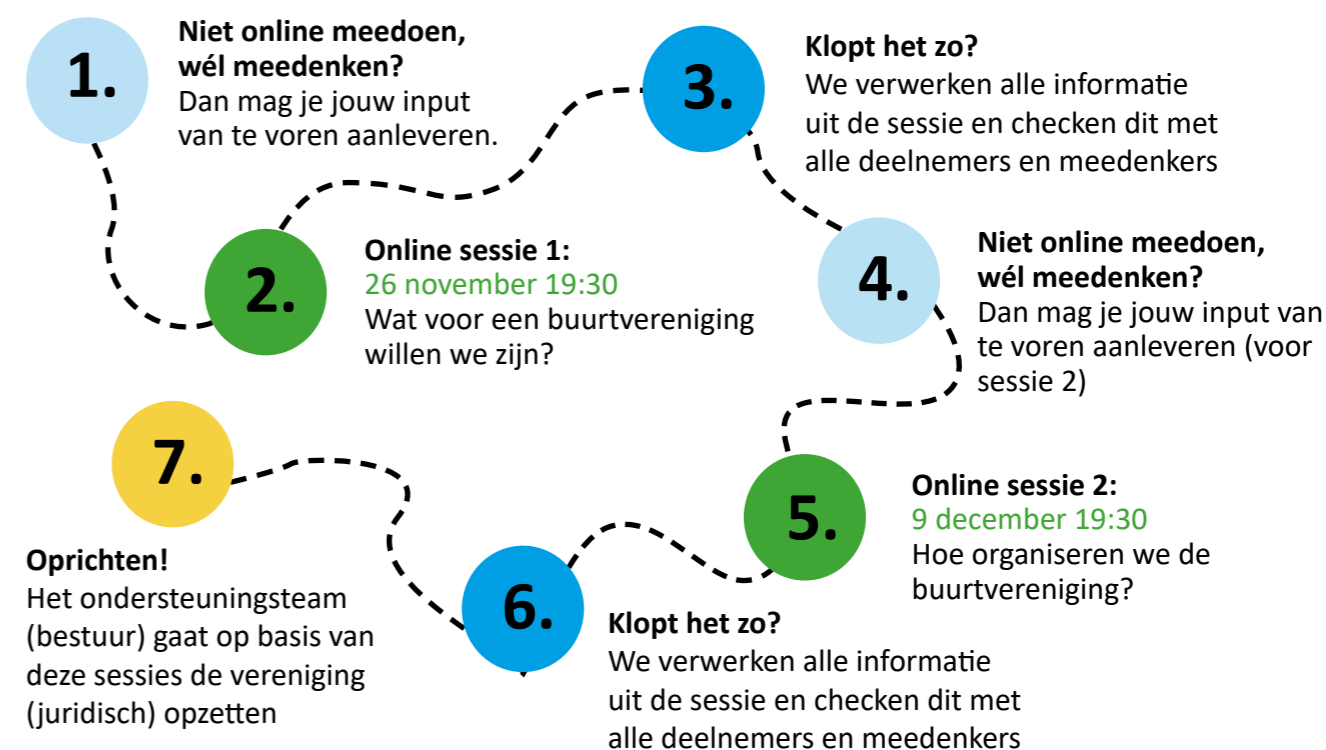 1.
Niet online meedoen,
wél meedenken?
Dan mag je jouw input
van te voren aanleveren.
2.
Online sessie 1:
26 november 19:30
Wat voor een buurtvereniging
willen we zijn?
3.
Klopt het zo?
We verwerken alle informatie
uit de sessie en checken dit met
alle deelnemers en meedenkers
4.
Niet online meedoen,
wél meedenken?
Dan mag je jouw input van
te voren aanleveren (voor
sessie 2)
5.
Online sessie 2:
9 december 19:30
Hoe organiseren we de
buurtvereniging?
6.
Klopt het zo?
We verwerken alle informatie
uit de sessie en checken dit met
alle deelnemers en meedenkers
7.
Oprichten!
Het ondersteuningsteam
(bestuur) gaat op basis van
deze sessies de vereniging
(juridisch) opzetten